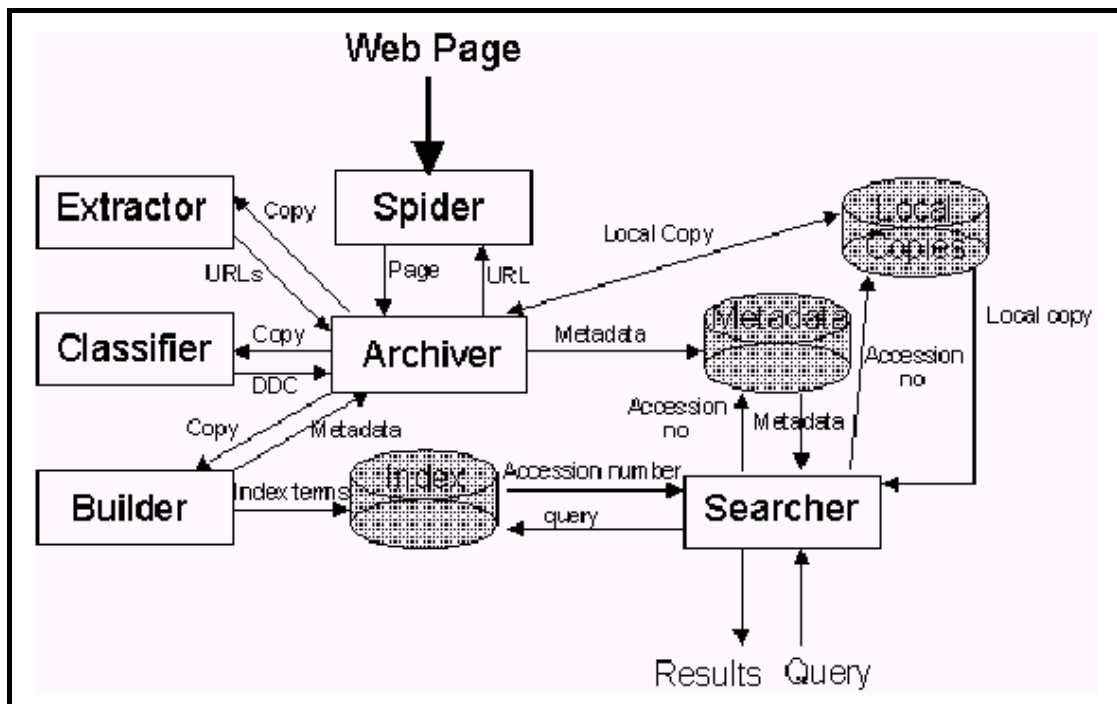 Web Page
Extractor
Copy
Spider
Local
Copies
Local Copy
URLs
Page
URL
Classifier
Copy
DDC
Archiver
Metadata
Metadata
Local copy
Accession
no
Copy
Metadata
Accession
no
Metadata
Builder
Index terms
Index
Accession number
query
Searcher
Results
Query